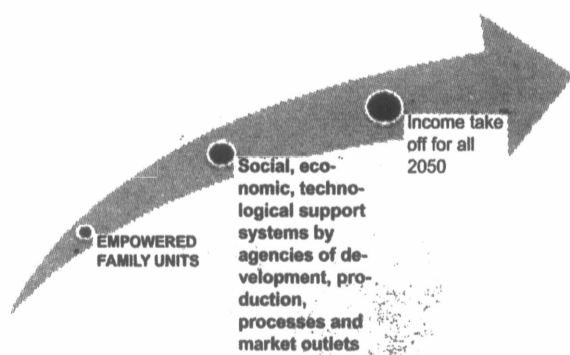 EMPOWERED
FAMILY UNITS
Social, eco-
nomic, techno-
logical support
systems by
agencies of de-
velopment, pro-
duction,
processes and
market outlets
Income take
off for all
2050